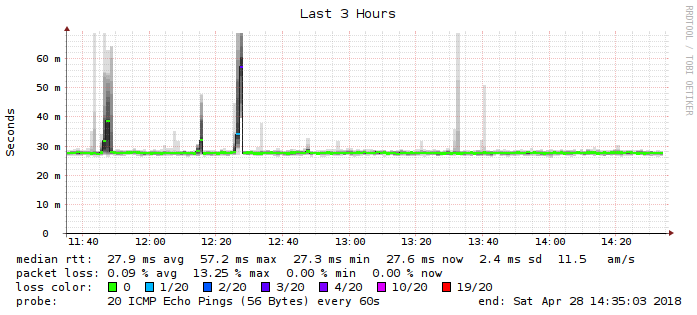 Last 3 Hours
RRDTOOL / TOBI OETIKER
Seconds
60 m
50 m
40 m
30 m
20 m
10 m
0
11:40 12:00 12:20 12:40 13:00 13:20 13:40 14:00 14:20
median rtt: 27.9 ms avg 57.2 ms max 27.3 ms min 27.6 ms now 2.4 ms sd 11.5 am/s
packet loss: 0.09 % avg 13.25 % max 0.00 % min 0.00 % now
loss color: 0 1/20 2/20 3/20 4/20 10/20 19/20
probe: 20 ICMP Echo Pings (56 Bytes) every 60s end: Sat Apr 28 14:35:03 2018